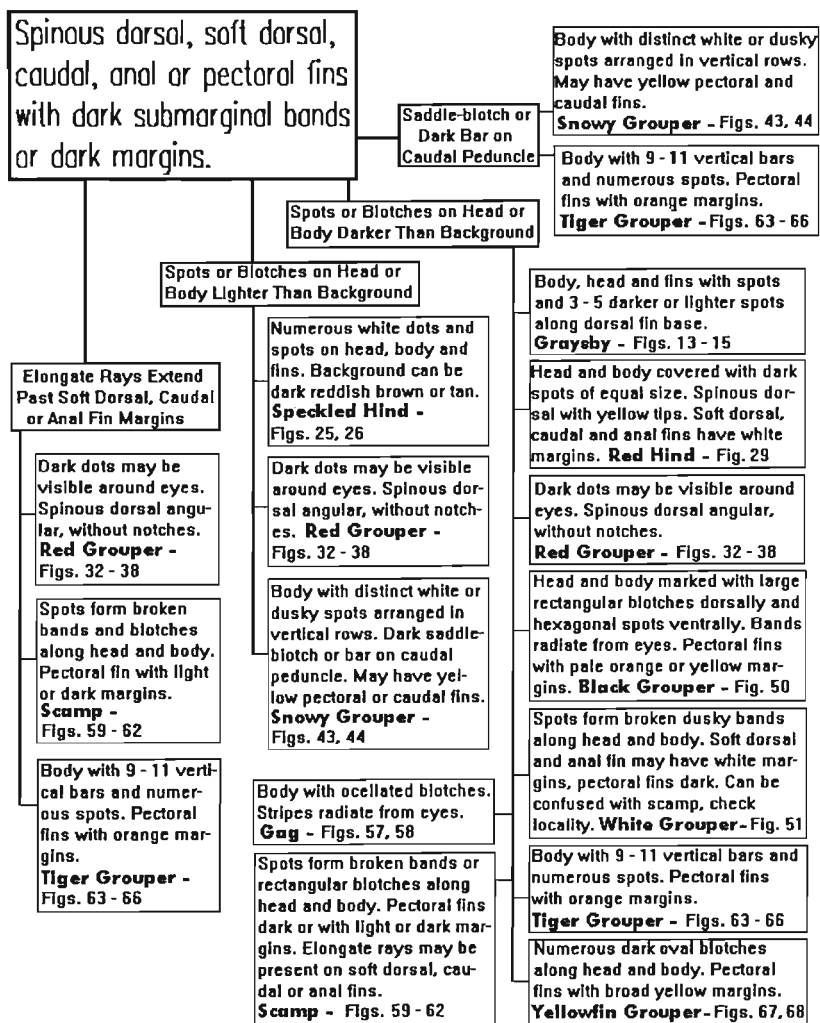 Spinous dorsal, soft dorsal,
caudal, anal or pectoral fins
with dark submarginal bands
or dark margins.
Saddle-blotch or
Dark Bar on
Caudal Peduncle
Body with distinct white or dusky
spots arranged in vertical rows.
May have yellow pectoral and
caudal fins.
Snowy Grouper - Figs. 43, 44
Body with 9 - 11 vertical bars
and numerous spots. Pectoral
fins with orange margins.
Tiger Grouper - Figs. 63 - 66
Spots or Blotches on Head or
Body Darker Than Background
Spots or Blotches on Head or
Body Lighter Than Background
Elongate Rays Extend
Past Soft Dorsal, Caudal
or Anal Fin Margins
Dark dots may be
visible around eyes.
Spinous dorsal angu-
lar, without notches.
Red Grouper -
Figs. 32 - 38
Spots form broken
bands and blotches
along head and body.
Pectoral fin with light
or dark margins.
Scamp -
Figs. 59 - 62
Body with 9 - 11 verti-
cal bars and numer-
ous spots. Pectoral
fins with orange mar-
gins.
Tiger Grouper -
Figs. 63 - 66
Numerous white dots and
spots on head, body and
fins. Background can be
dark reddish brown or tan.
Speckled Hind -
Figs. 25, 26
Dark dots may be visible
around eyes. Spinous dor-
sal angular, without notch-
es. Red Grouper -
Figs. 32 - 38
Body with distinct white or
dusky spots arranged in
vertical rows. Dark saddle-
blotch or bar on caudal
peduncle. May have yel-
low pectoral or caudal fins.
Snowy Grouper -
Figs. 43, 44
Body with ocellated blotches.
Stripes radiate from eyes.
Gag - Figs. 57, 58
Spots form broken bands or
rectangular blotches along
head and body. Pectoral fins
dark or with light or dark mar-
gins. Elongate rays may be
present on soft dorsal, cau-
dal or anal fins.
Scamp - Figs. 59 - 62
Body, head and fins with spots
and 3 - 5 darker or lighter spots
along dorsal fin base.
Graysby - Figs. 13 - 15
Head and body covered with dark
spots of equal size. Spinous dor-
sal with yellow tips. Soft dorsal,
caudal and anal fins have white
margins. Red Hind - Fig. 29
Dark dots may be visible around
eyes. Spinous dorsal angular,
without notches.
Red Grouper - Figs. 32 - 38
Head and body marked with large
rectangular blotches dorsally and
hexagonal spots ventrally. Bands
radiate from eyes. Pectoral fins
with pale orange or yellow mar-
gins. Black Grouper - Fig. 50
Spots form broken dusky bands
along head and body. Soft dorsal
and anal fin may have white mar-
gins, pectoral fins dark. Can be
confused with scamp, check
locality. White Grouper - Fig. 51
Body with 9 - 11 vertical bars and
numerous spots. Pectoral fins
with orange margins.
Tiger Grouper - Figs. 63 - 66
Numerous dark oval blotches
along head and body. Pectoral
fins with broad yellow margins.
Yellowfin Grouper - Figs. 67, 68